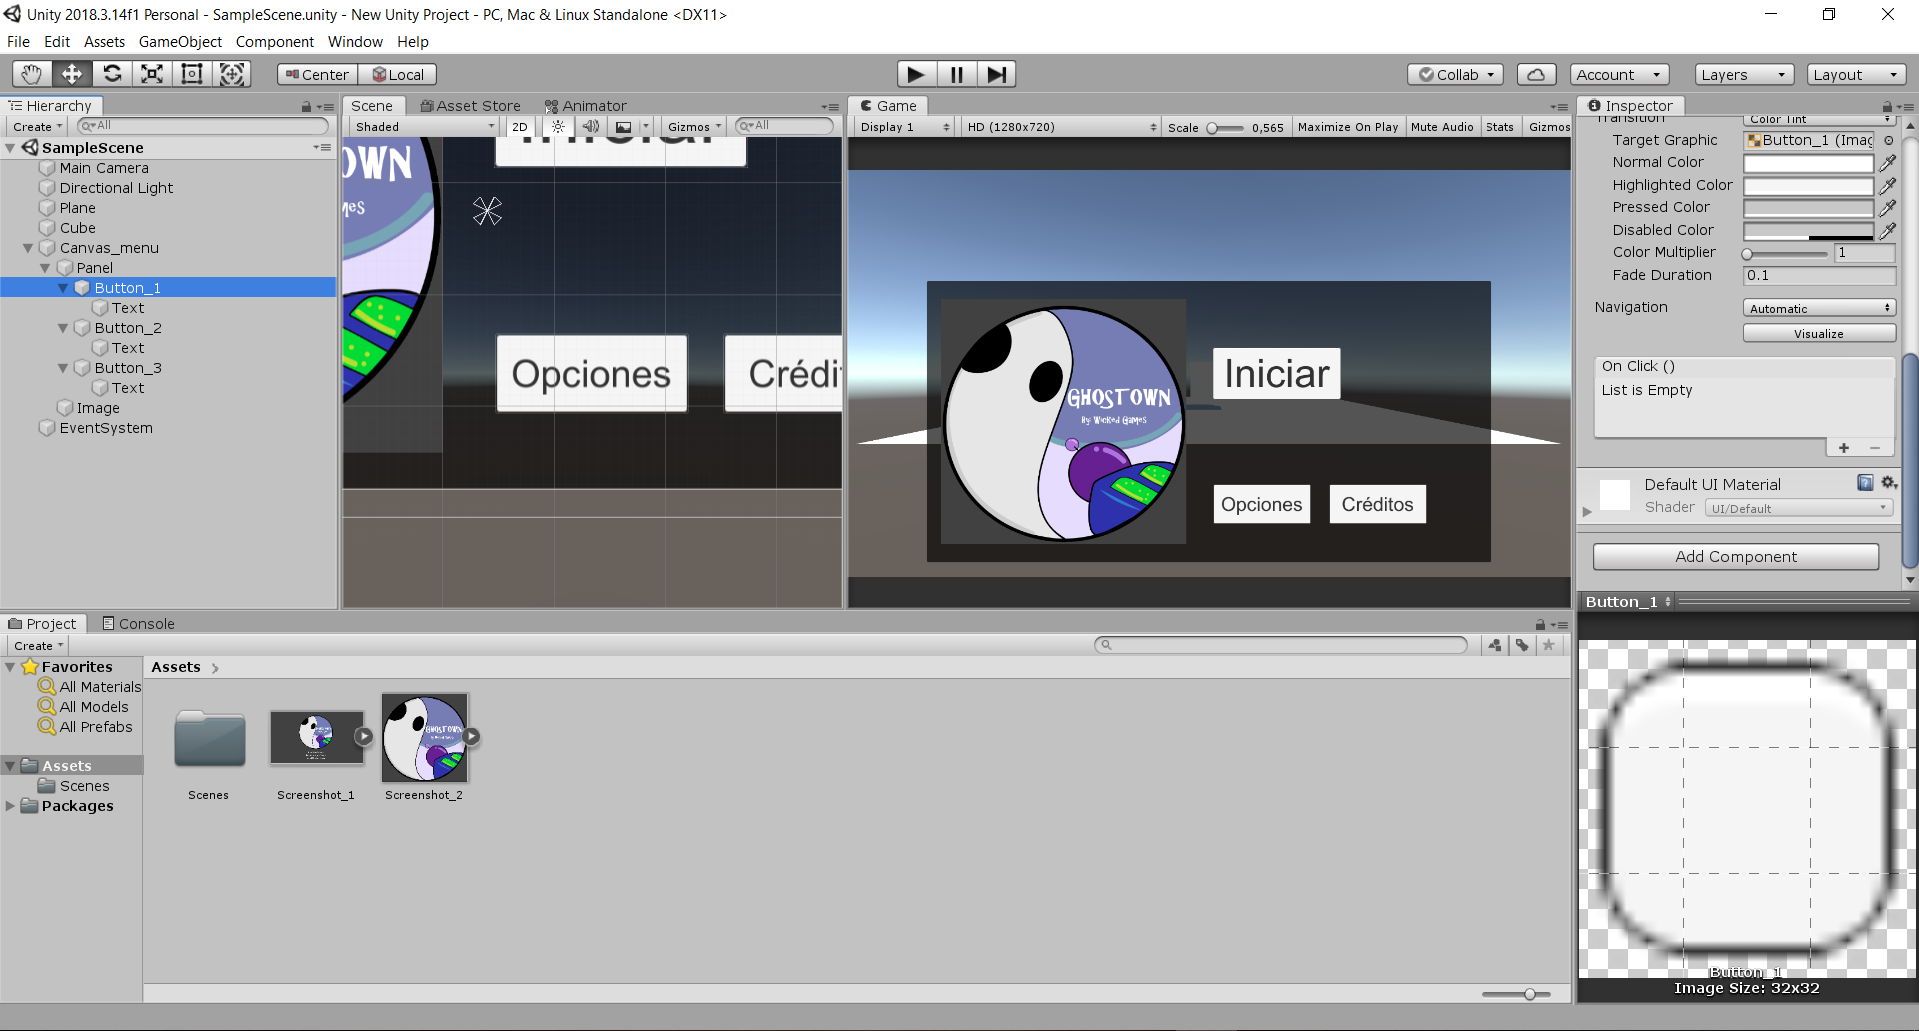 Unity 2018.3.14f1 Personal - SampleScene.unity - New Unity Project - PC, Mac & Linux Standalone <DX11>
File Edit Assets GameObject Component Window Help
Center Local Collab Account Layers Layout
Hierarchy
Create All
SampleScene
Main Camera
Directional Light
Plane
Cube
Canvas_menu
Panel
Button_1
Text
Button_2
Text
Button_3
Text
Image
EventSystem
Scene Asset Store Animator
Shaded 2D Gizmos All
OWN
mes
Iniciar
Opciones Crédi
Game
Display 1 HD (1280x720) Scale 0,565 Maximize On Play Mute Audio Stats Gizmos
GHOSTOWN
By Wicked Games
Iniciar
Opciones Créditos
Inspector
Transition Color Tint
Target Graphic Button_1 (Imag
Normal Color
Highlighted Color
Pressed Color
Disabled Color
Color Multiplier 1
Fade Duration 0.1
Navigation Automatic
Visualize
On Click ()
List is Empty
Default UI Material
Shader UI/Default
Add Component
Button_1
Button_1
Image Size: 32x32
Project Console
Create
Favorites
All Materials
All Models
All Prefabs
Assets
Scenes
Packages
Assets
GHOSTOWN
Scenes Screenshot_1 Screenshot_2